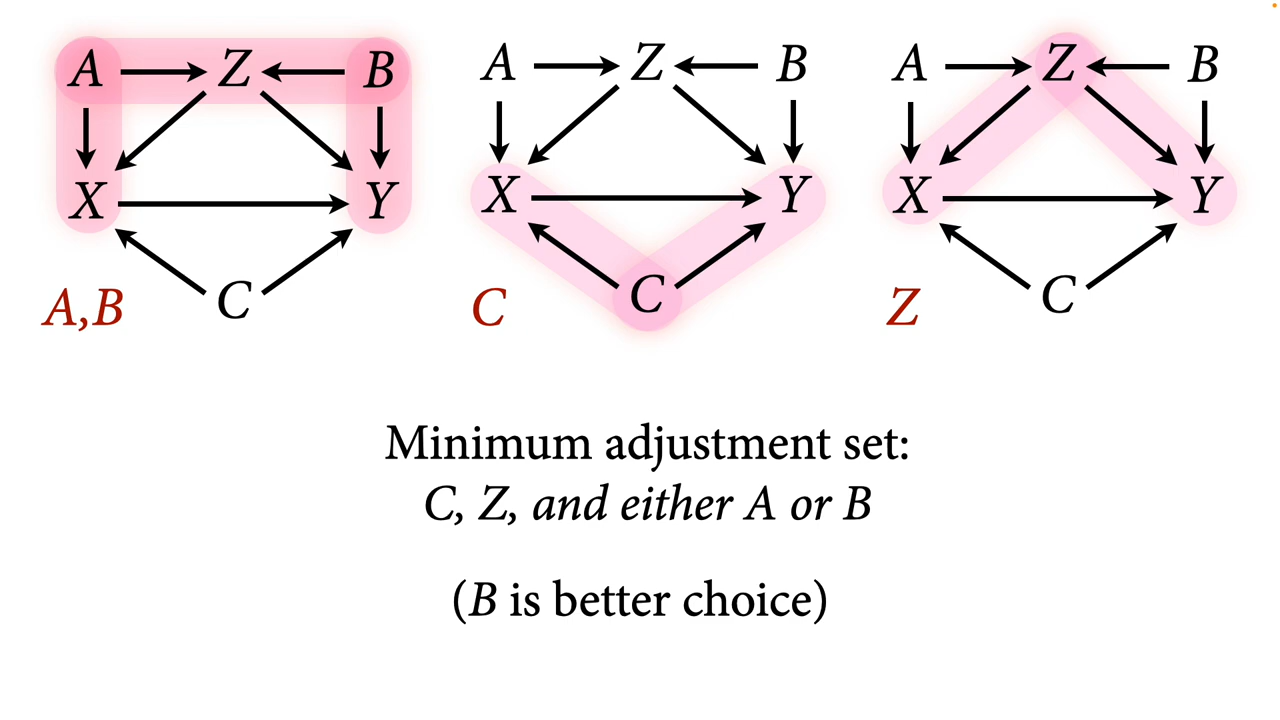 A Z B
X Y
C
A,B
A Z B
X Y
C
C
A Z B
X Y
C
Z
Minimum adjustment set:
C, Z, and either A or B
(B is better choice)